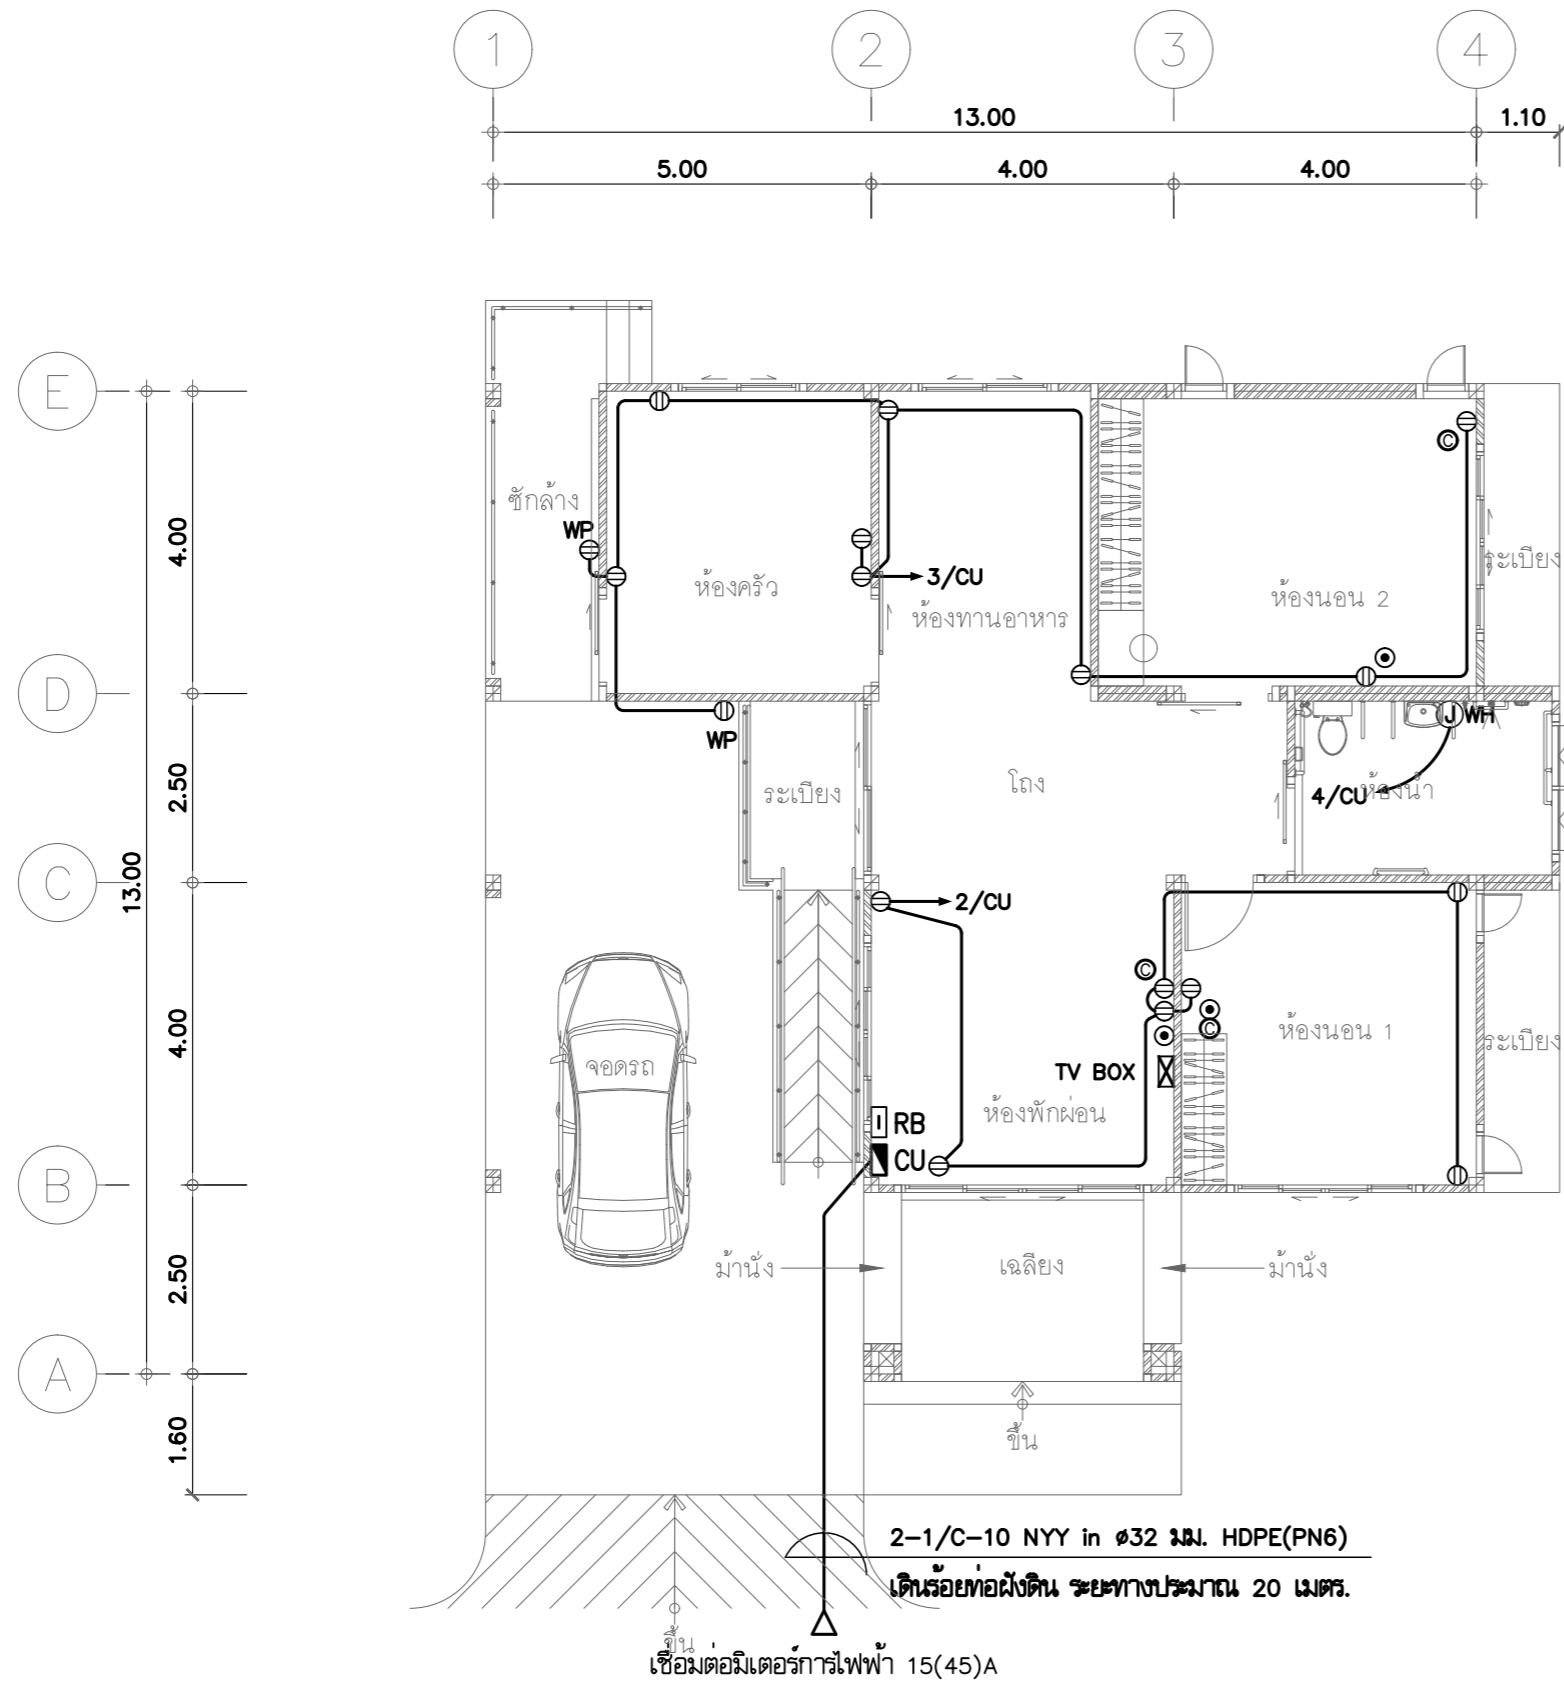 1 2 3 4
13.00 1.10
5.00 4.00 4.00
E
ซักล้าง
WP
4.00
3/CU
ห้องครัว
ห้องทานอาหาร
ห้องนอน 2
ระเบียง
C
D
WP
J WH
2.50
ระเบียง
โถง
4/CU
ห้องน้ำ
13.00
C
2/CU
C
C
4.00
จอดรถ
ห้องนอน 1
ระเบียง
TV BOX
ห้องพักผ่อน
RB
CU
B
2.50
ม้านั่ง
เฉลียง
ม้านั่ง
A
1.60
ขึ้น
2-1/C-10 NYY in ø32 มม. HDPE(PN6)
เดินร้อยท่อฝังดิน ระยะทางประมาณ 20 เมตร.
ขึ้น
เชื่อมต่อมิเตอร์การไฟฟ้า 15(45)A